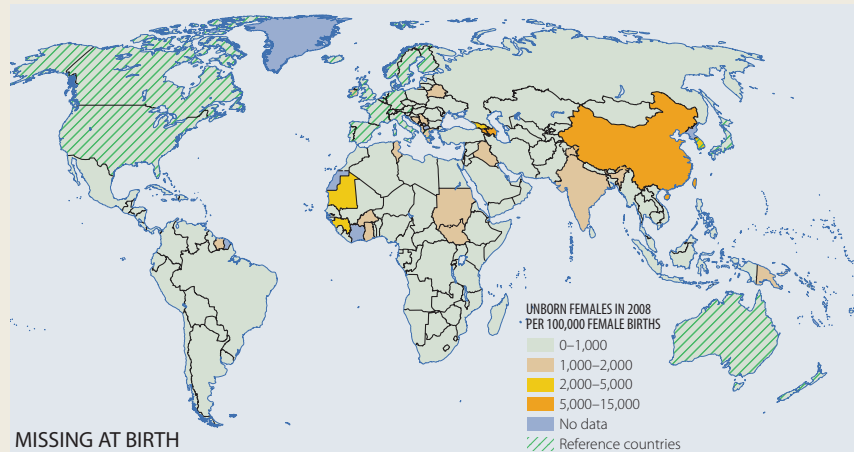 UNBORN FEMALES IN 2008
PER 100,000 FEMALE BIRTHS
0–1,000
1,000–2,000
2,000–5,000
5,000–15,000
No data
Reference countries
MISSING AT BIRTH